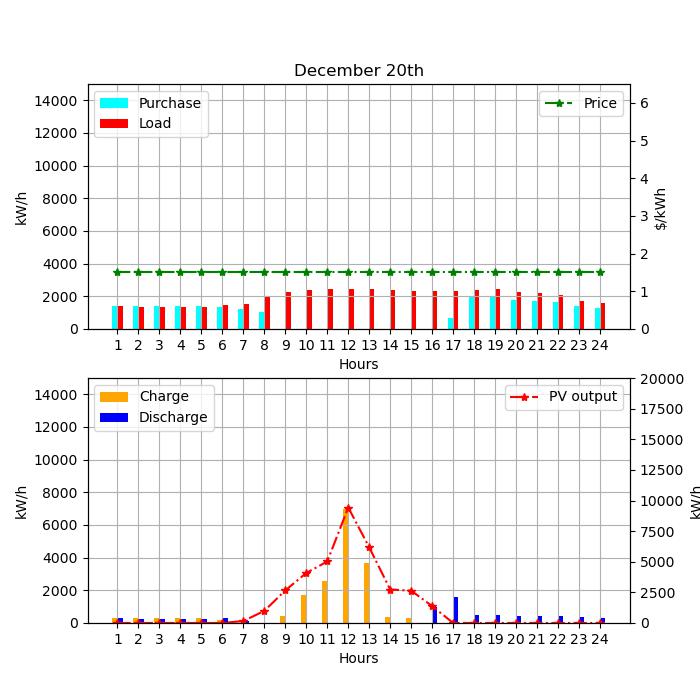 December 20th
14000
12000
10000
8000
6000
4000
2000
0
kW/h
Purchase
Load
Price
6
5
4
3
2
1
0
$/kWh
1 2 3 4 5 6 7 8 9 10 11 12 13 14 15 16 17 18 19 20 21 22 23 24
Hours
14000
12000
10000
8000
6000
4000
2000
0
kW/h
Charge
Discharge
PV output
20000
17500
15000
12500
10000
7500
5000
2500
0
kW/h
1 2 3 4 5 6 7 8 9 10 11 12 13 14 15 16 17 18 19 20 21 22 23 24
Hours